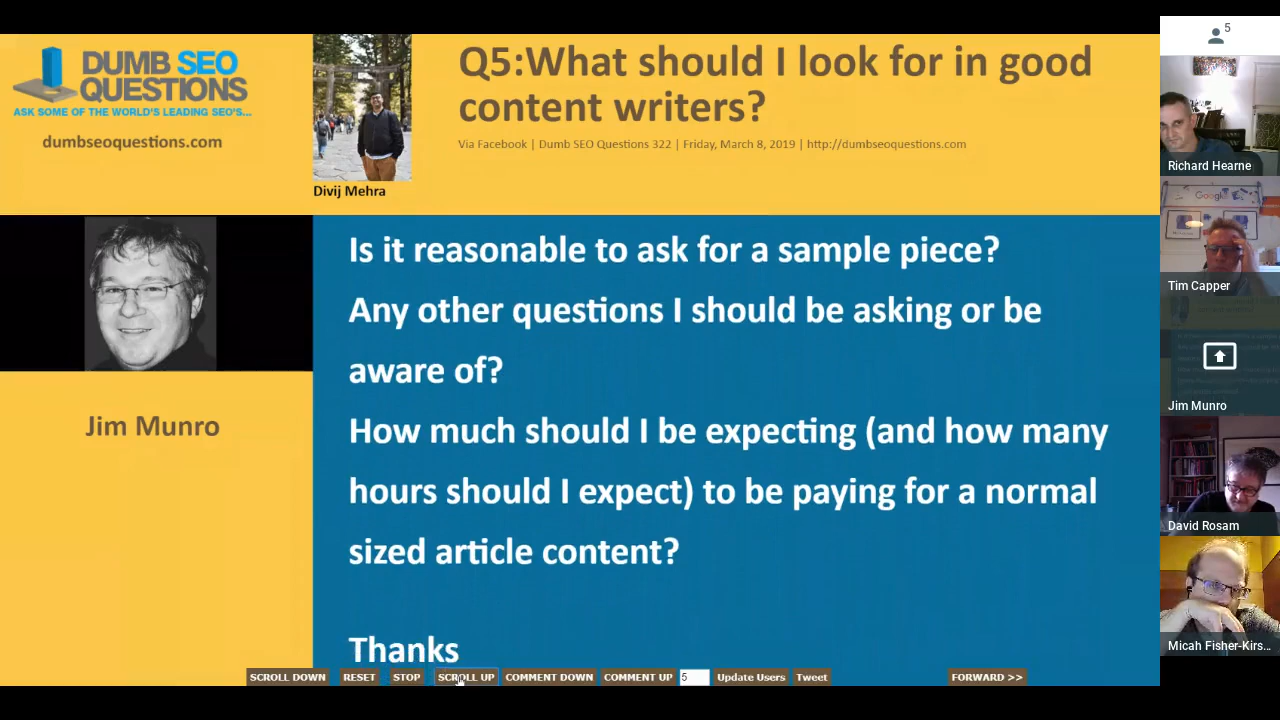 DUMB SEO
QUESTIONS
ASK SOME OF THE WORLD'S LEADING SEO'S...
dumbseoquestions.com
Divij Mehra
Q5:What should I look for in good
content writers?
Via Facebook | Dumb SEO Questions 322 | Friday, March 8, 2019 | http://dumbseoquestions.com
Jim Munro
Is it reasonable to ask for a sample piece?
Any other questions I should be asking or be
aware of?
How much should I be expecting (and how many
hours should I expect) to be paying for a normal
sized article content?
Thanks
SCROLL DOWN RESET STOP SCROLL UP COMMENT DOWN COMMENT UP 5 Update Users Tweet FORWARD >>
5
Richard Hearne
Google
Tim Capper
Jim Munro
David Rosam
Micah Fisher-Kirs...